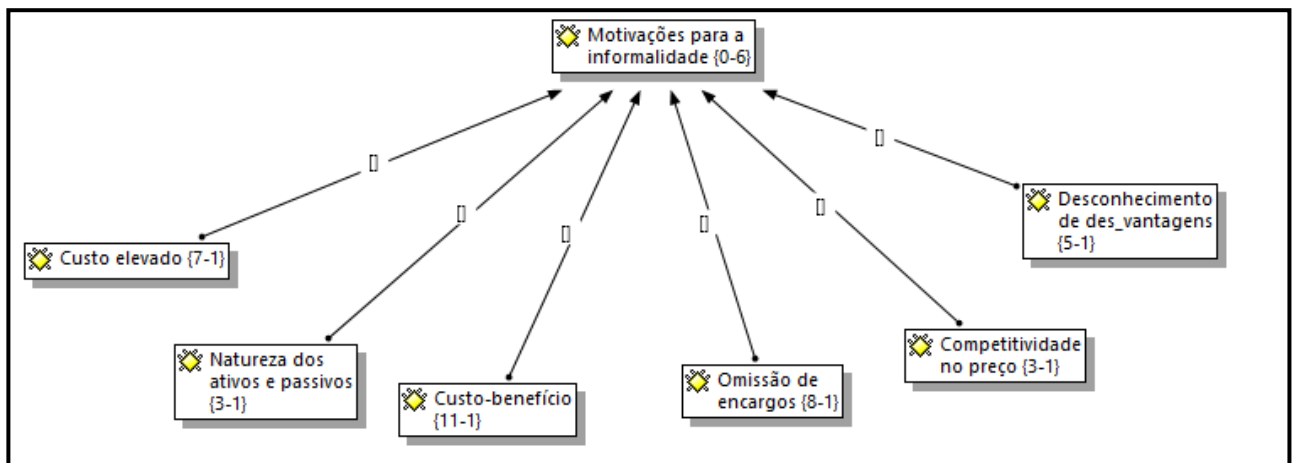 Motivações para a
informalidade {0-6}
[]
[]
[]
[]
[]
[]
Desconhecimento
de des_vantagens
{5-1}
Custo elevado {7-1}
Natureza dos
ativos e passivos
{3-1}
Custo-benefício
{11-1}
Omissão de
encargos {8-1}
Competitividade
no preço {3-1}